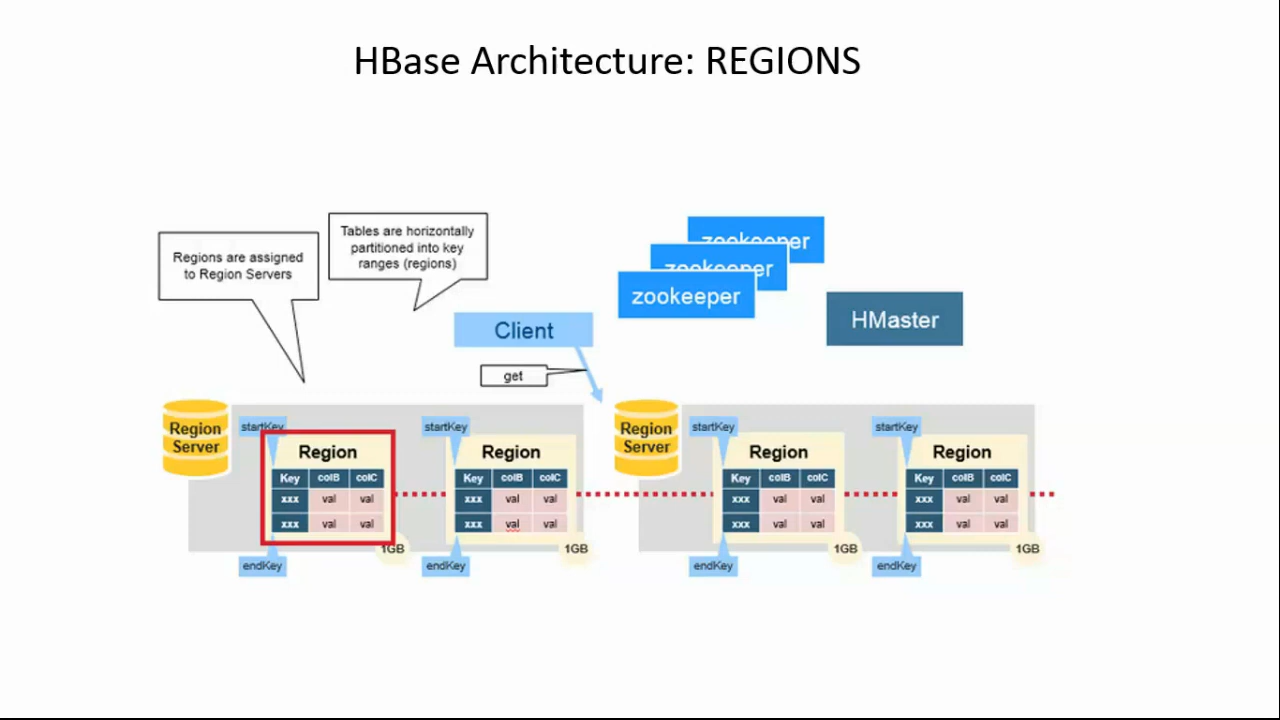 HBase Architecture: REGIONS
Regions are assigned
to Region Servers
Tables are horizontally
partitioned into key
ranges (regions)
zookeeper
zookeeper
zookeeper
HMaster
Client
get
Region
Server
startKey
Region
Key colB colC
xxx val val
xxx val val
1GB
endKey
startKey
Region
Key colB colC
xxx val val
xxx val val
1GB
endKey
Region
Server
startKey
Region
Key colB colC
xxx val val
xxx val val
1GB
endKey
startKey
Region
Key colB colC
xxx val val
xxx val val
1GB
endKey